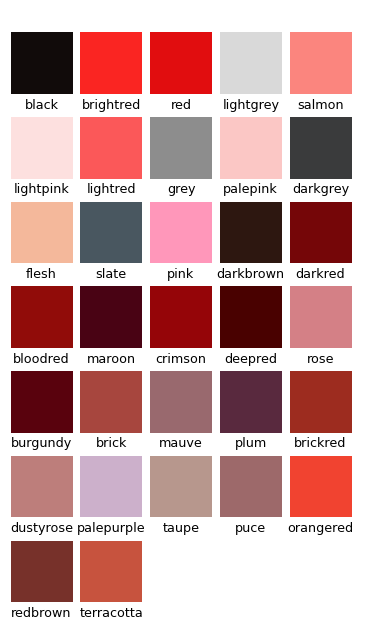 black brightred red lightgrey salmon
lightpink lightred grey palepink darkgrey
flesh slate pink darkbrown darkred
bloodred maroon crimson deepred rose
burgundy brick mauve plum brickred
dustyrose palepurple taupe puce orangered
redbrown terracotta